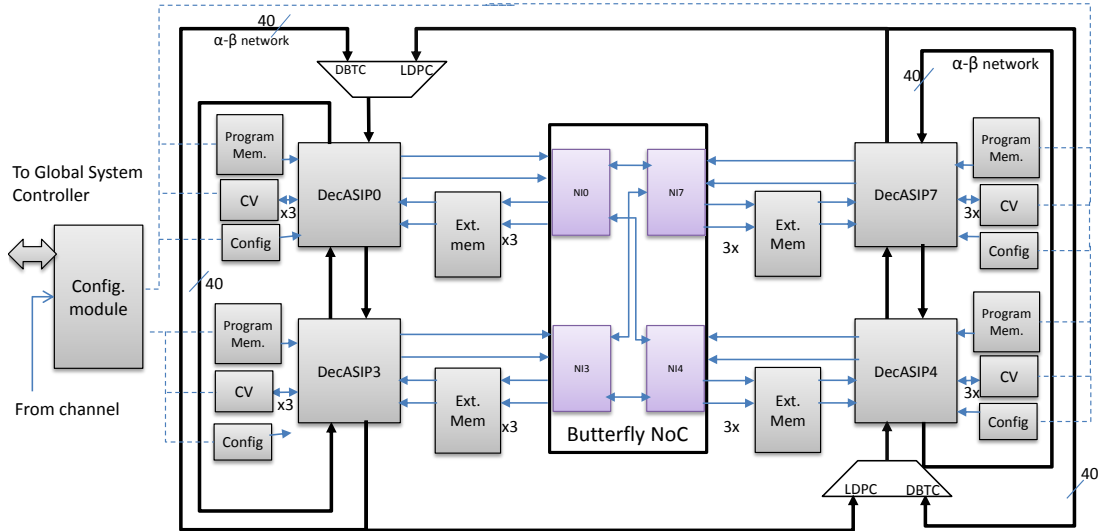 40
α-β network
DBTC
LDPC
40
α-β network
Program
Mem.
CV
x3
Config
DecASIP0
Ext.
mem
x3
NI0
NI7
3x
Ext.
Mem
DecASIP7
Program
Mem.
3x
CV
Config
To Global System
Controller
Config.
module
From channel
40
Program
Mem.
CV
x3
Config
DecASIP3
Ext.
Mem
x3
NI3
NI4
Butterfly NoC
3x
Ext.
Mem
DecASIP4
Program
Mem.
3x
CV
Config
LDPC
DBTC
40